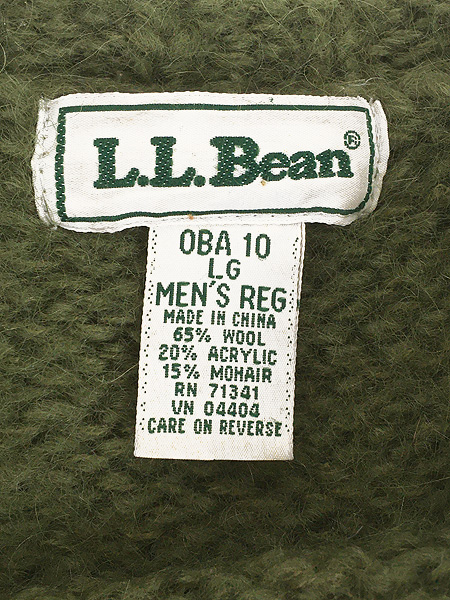 L.L.Bean®
OBA 10
LG
MEN'S REG
MADE IN CHINA
65% WOOL
20% ACRYLIC
15% MOHAIR
RN 71341
VN 04404
CARE ON REVERSE